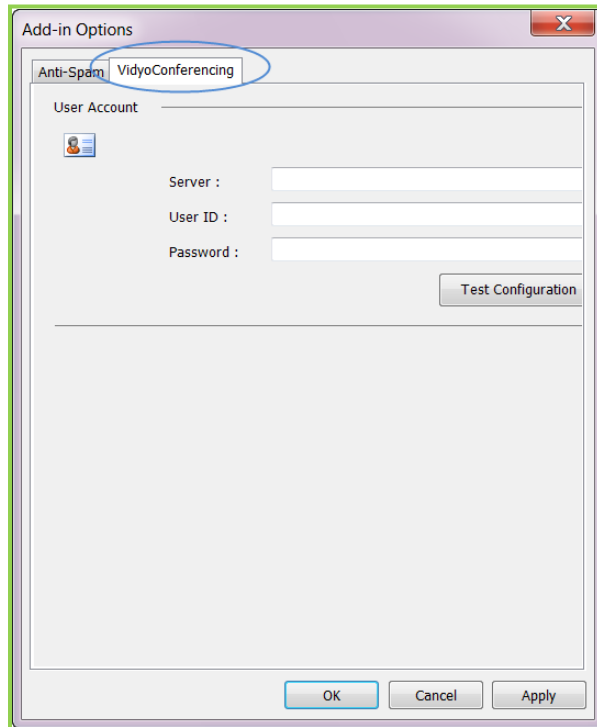 Add-in Options
Anti-Spam VidyoConferencing
User Account
Server :
User ID :
Password :
Test Configuration
OK Cancel Apply